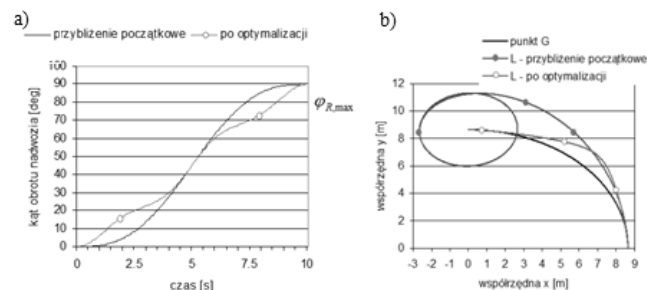 a)
przybliżenie początkowe
po optymalizacji
kąt obrotu nadwozia [deg]
100
90
80
70
60
50
40
30
20
10
0
0
2.5
5
7.5
10
czas [s]
φR,max
b)
punkt G
L - przybliżenie początkowe
L - po optymalizacji
współrzędna y [m]
12
10
8
6
4
2
0
-3 -2 -1 0 1 2 3 4 5 6 7 8 9
współrzędna x [m]